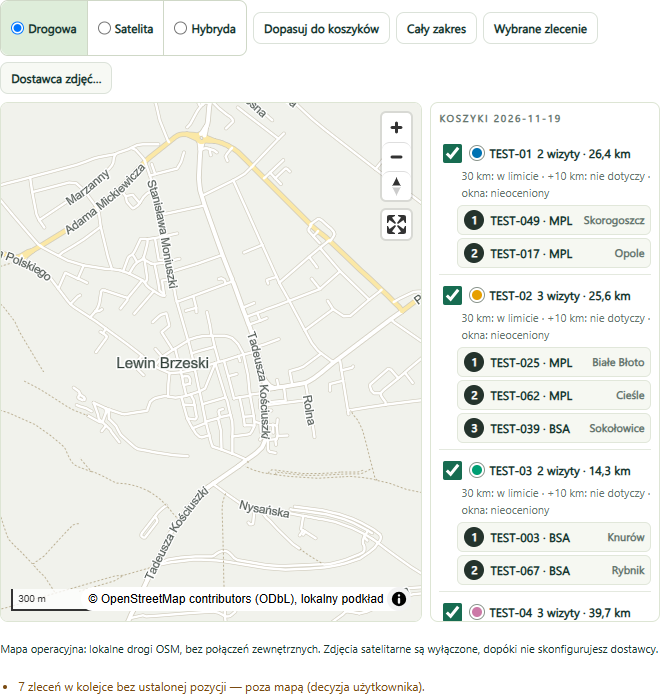 Drogowa
Satelita
Hybryda
Dopasuj do koszyków
Cały zakres
Wybrane zlecenie
Dostawca zdjęć...
Marzanny
Adama Mickiewicza
Stanisława Moniuszki
a Polskiego
Lewin Brzeski
Tadeusza Kościuszki
Rolna
Nysańska
Tadeusza Kościuszki
300 m
© OpenStreetMap contributors (ODbL), lokalny podkład
KOSZYKI 2026-11-19
TEST-01 2 wizyty · 26,4 km
30 km: w limicie · +10 km: nie dotyczy ·
okna: nieoceniony
1 TEST-049 · MPL Skorogoszcz
2 TEST-017 · MPL Opole
TEST-02 3 wizyty · 25,6 km
30 km: w limicie · +10 km: nie dotyczy ·
okna: nieoceniony
1 TEST-025 · MPL Białe Błoto
2 TEST-062 · MPL Cieśle
3 TEST-039 · BSA Sokołowice
TEST-03 2 wizyty · 14,3 km
30 km: w limicie · +10 km: nie dotyczy ·
okna: nieoceniony
1 TEST-003 · BSA Knurów
2 TEST-067 · BSA Rybnik
TEST-04 3 wizyty · 39,7 km
Mapa operacyjna: lokalne drogi OSM, bez połączeń zewnętrznych. Zdjęcia satelitarne są wyłączone, dopóki nie skonfigurujesz dostawcy.
• 7 zleceń w kolejce bez ustalonej pozycji — poza mapą (decyzja użytkownika).